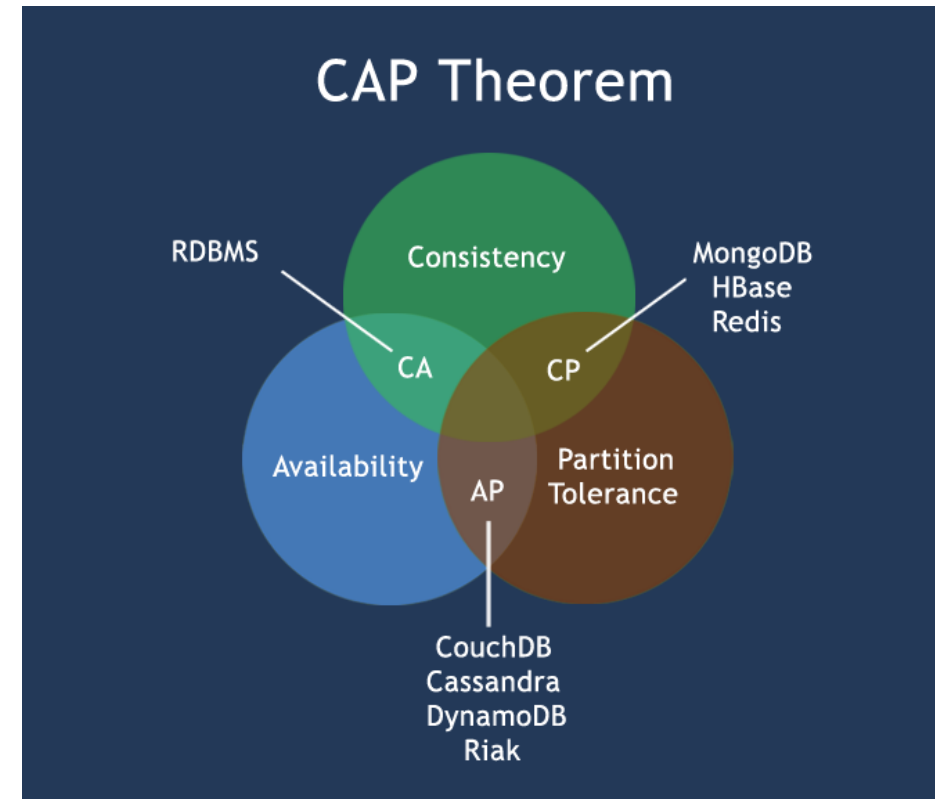 CAP Theorem
RDBMS
Consistency
MongoDB
HBase
Redis
CA
CP
Availability
Partition
Tolerance
AP
CouchDB
Cassandra
DynamoDB
Riak